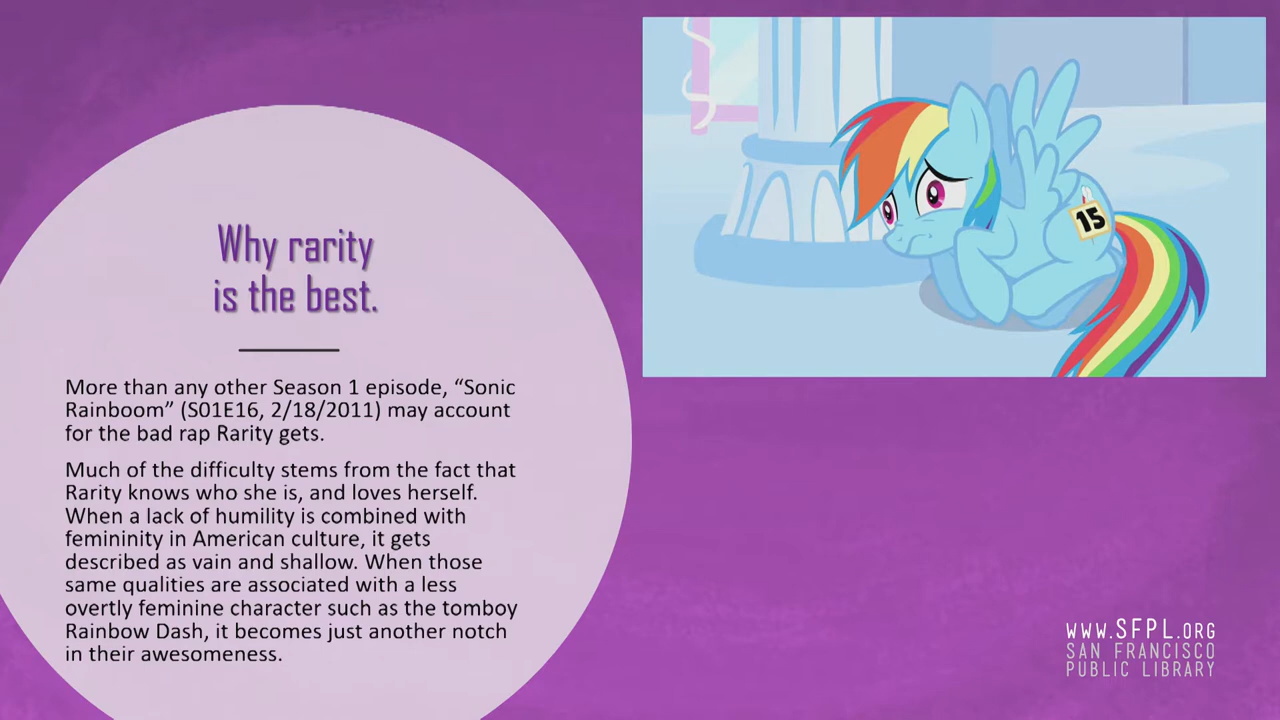 Why rarity
is the best.
More than any other Season 1 episode, “Sonic
Rainboom” (S01E16, 2/18/2011) may account
for the bad rap Rarity gets.
Much of the difficulty stems from the fact that
Rarity knows who she is, and loves herself.
When a lack of humility is combined with
femininity in American culture, it gets
described as vain and shallow. When those
same qualities are associated with a less
overtly feminine character such as the tomboy
Rainbow Dash, it becomes just another notch
in their awesomeness.
15
WWW.SFPL.ORG
SAN FRANCISCO
PUBLIC LIBRARY